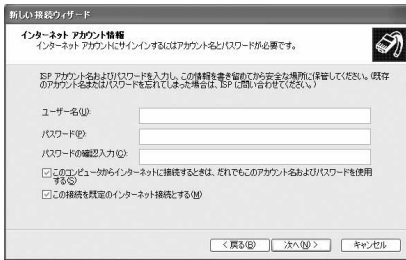 新しい接続ウィザード
インターネット アカウント情報
インターネット アカウントにサインインするにはアカウント名とパスワードが必要です。
ISP アカウント名およびパスワードを入力し、この情報を書き留めてから安全な場所に保管してください。(既存
のアカウント名またはパスワードを忘れてしまった場合は、ISP に問い合わせてください。)
ユーザー名(U):
パスワード(P):
パスワードの確認入力(C):
このコンピュータからインターネットに接続するときは、だれでもこのアカウント名およびパスワードを使用
する(S)
この接続を既定のインターネット接続とする(M)
< 戻る(B)
次へ(N) >
キャンセル